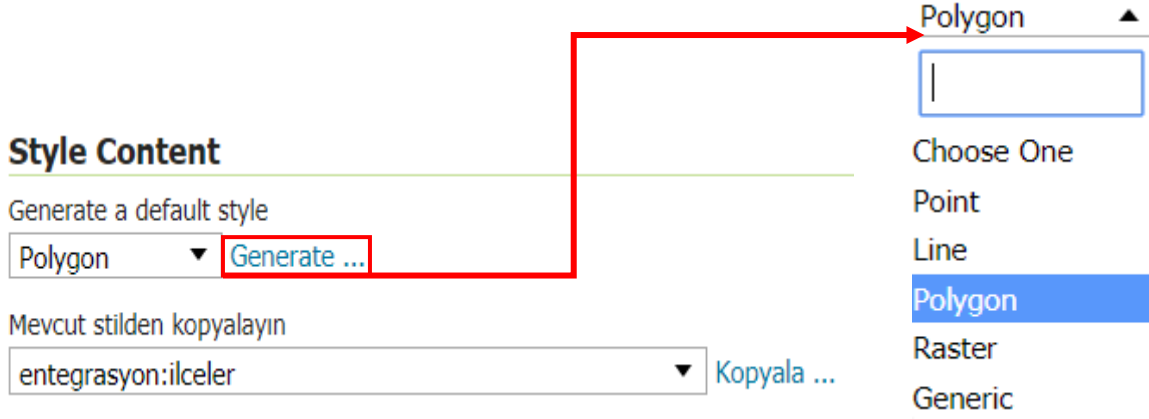 Style Content
Generate a default style
Polygon Generate ...
Mevcut stilden kopyalayın
entegrasyon:ilceler Kopyala ...
Polygon
Choose One
Point
Line
Polygon
Raster
Generic